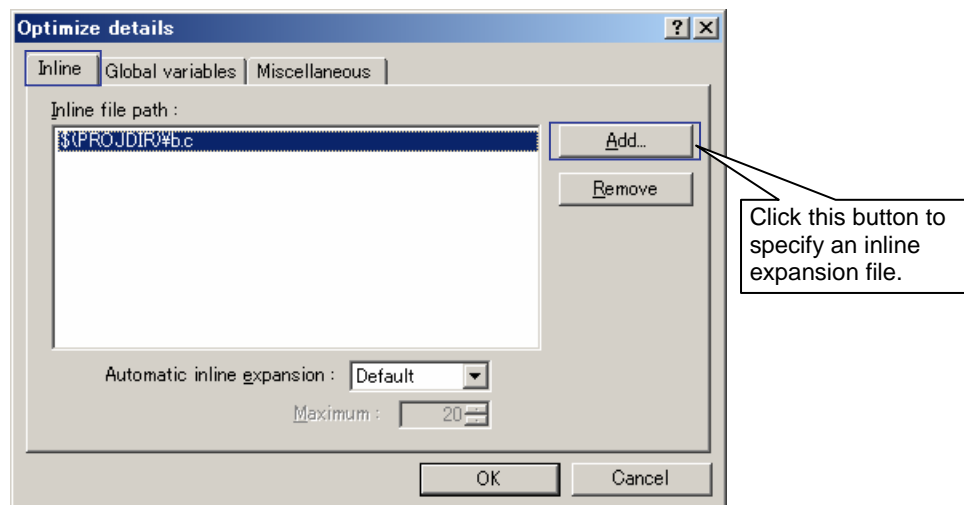 Optimize details
Inline Global variables Miscellaneous
Inline file path :
$(PROJDIR)¥b.c
Add...
Remove
Click this button to
specify an inline
expansion file.
Automatic inline expansion : Default
Maximum : 20
OK Cancel